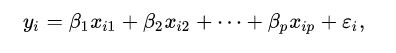 yᵢ = β₁xᵢ₁ + β₂xᵢ₂ + ⋯ + βₚxᵢₚ + εᵢ,